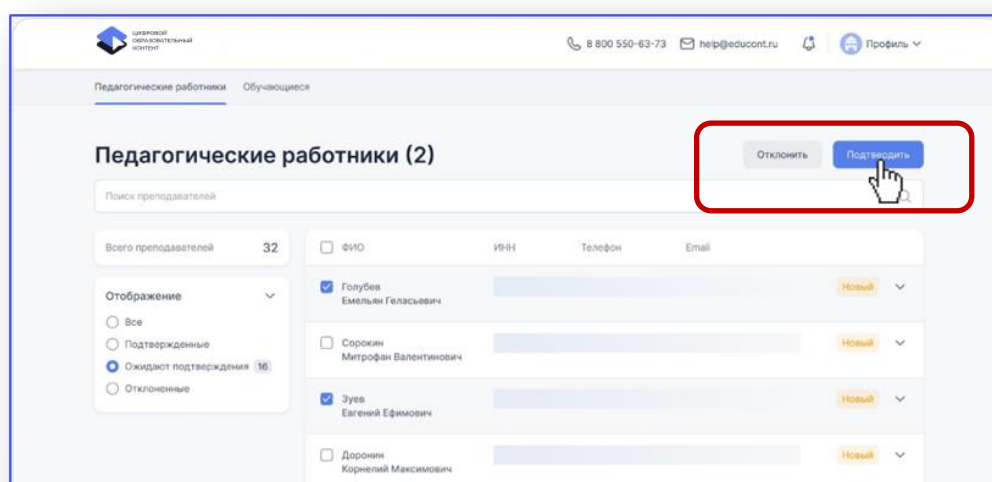 ЦИФРОВОЙ
ОБРАЗОВАТЕЛЬНЫЙ
КОНТЕНТ
8 800 550-63-73
help@educont.ru
Профиль
Педагогические работники
Обучающиеся
Педагогические работники (2)
Отклонить
Подтвердить
Поиск преподавателей
Всего преподавателей 32
ФИО ИНН Телефон Email
Отображение
Все
Подтвержденные
Ожидают подтверждения 16
Отклоненные
Голубев
Емельян Геласьевич
Новый
Сорокин
Митрофан Валентинович
Новый
Зуев
Евгений Ефимович
Новый
Доронин
Корнелий Максимович
Новый